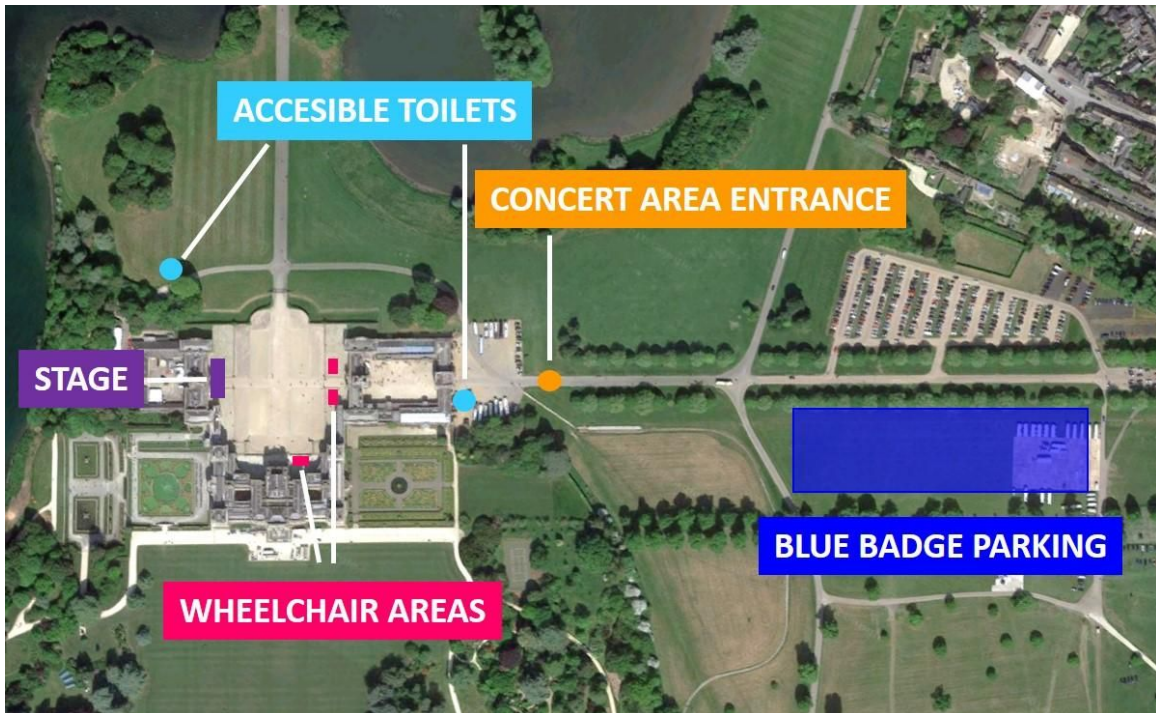 ACCESIBLE TOILETS
CONCERT AREA ENTRANCE
STAGE
BLUE BADGE PARKING
WHEELCHAIR AREAS